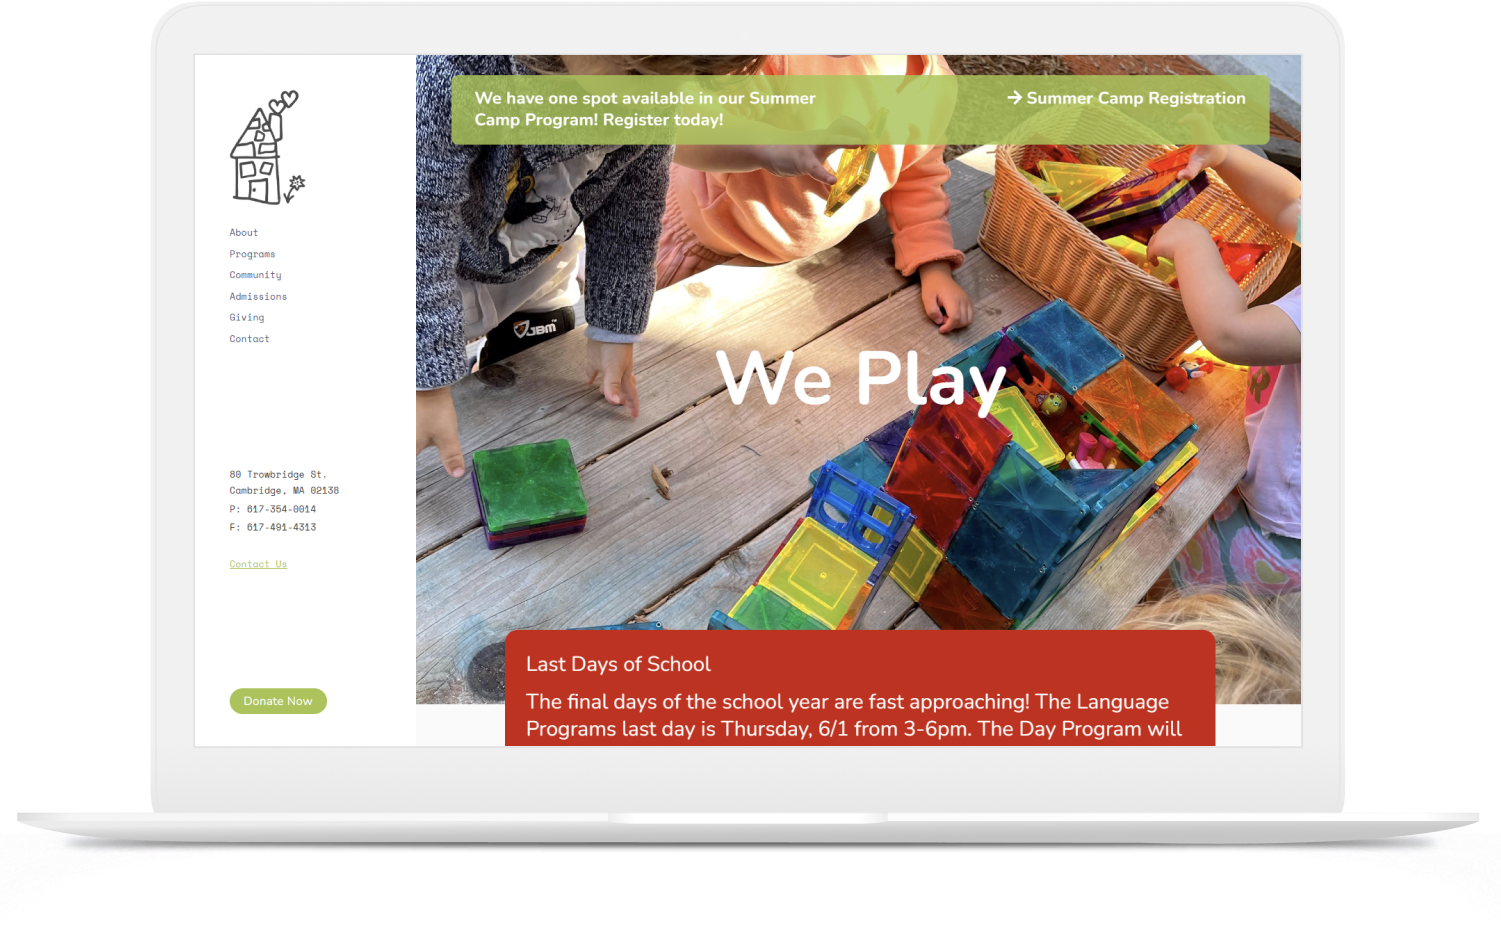 We have one spot available in our Summer
Camp Program! Register today!
→ Summer Camp Registration
About
Programs
Community
Admissions
Giving
Contact
JBM™
We Play
80 Trowbridge St.
Cambridge, MA 02138
P: 617-354-0014
F: 617-491-4313
Contact Us
Donate Now
Last Days of School
The final days of the school year are fast approaching! The Language
Programs last day is Thursday, 6/1 from 3-6pm. The Day Program will